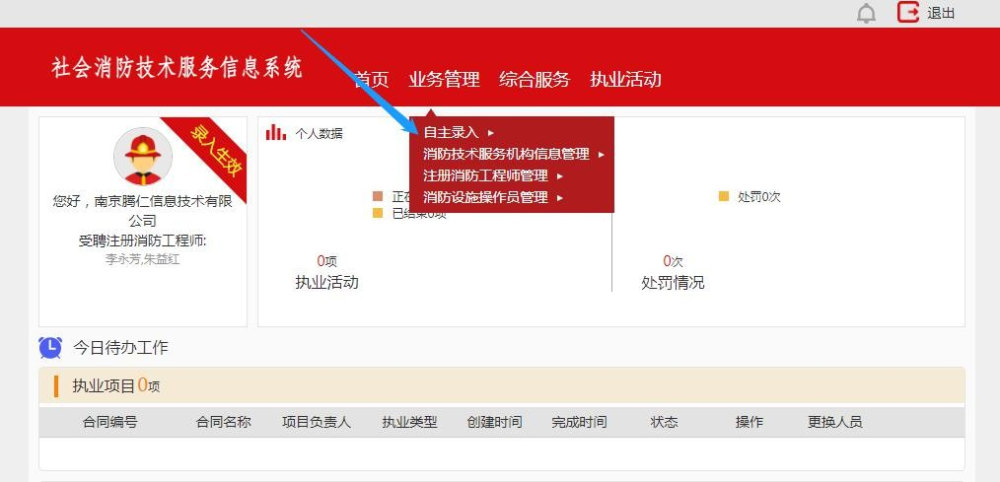 退出
社会消防技术服务信息系统
首页 业务管理 综合服务 执业活动
录入生效
您好，南京腾仁信息技术有限
公司
受聘注册消防工程师:
李永芳,朱益红
个人数据
自主录入
消防技术服务机构信息管理
注册消防工程师管理
消防设施操作员管理
正在
已结束0项
0项
执业活动
处罚0次
0次
处罚情况
今日待办工作
执业项目0项
合同编号 合同名称 项目负责人 执业类型 创建时间 完成时间 状态 操作 更换人员